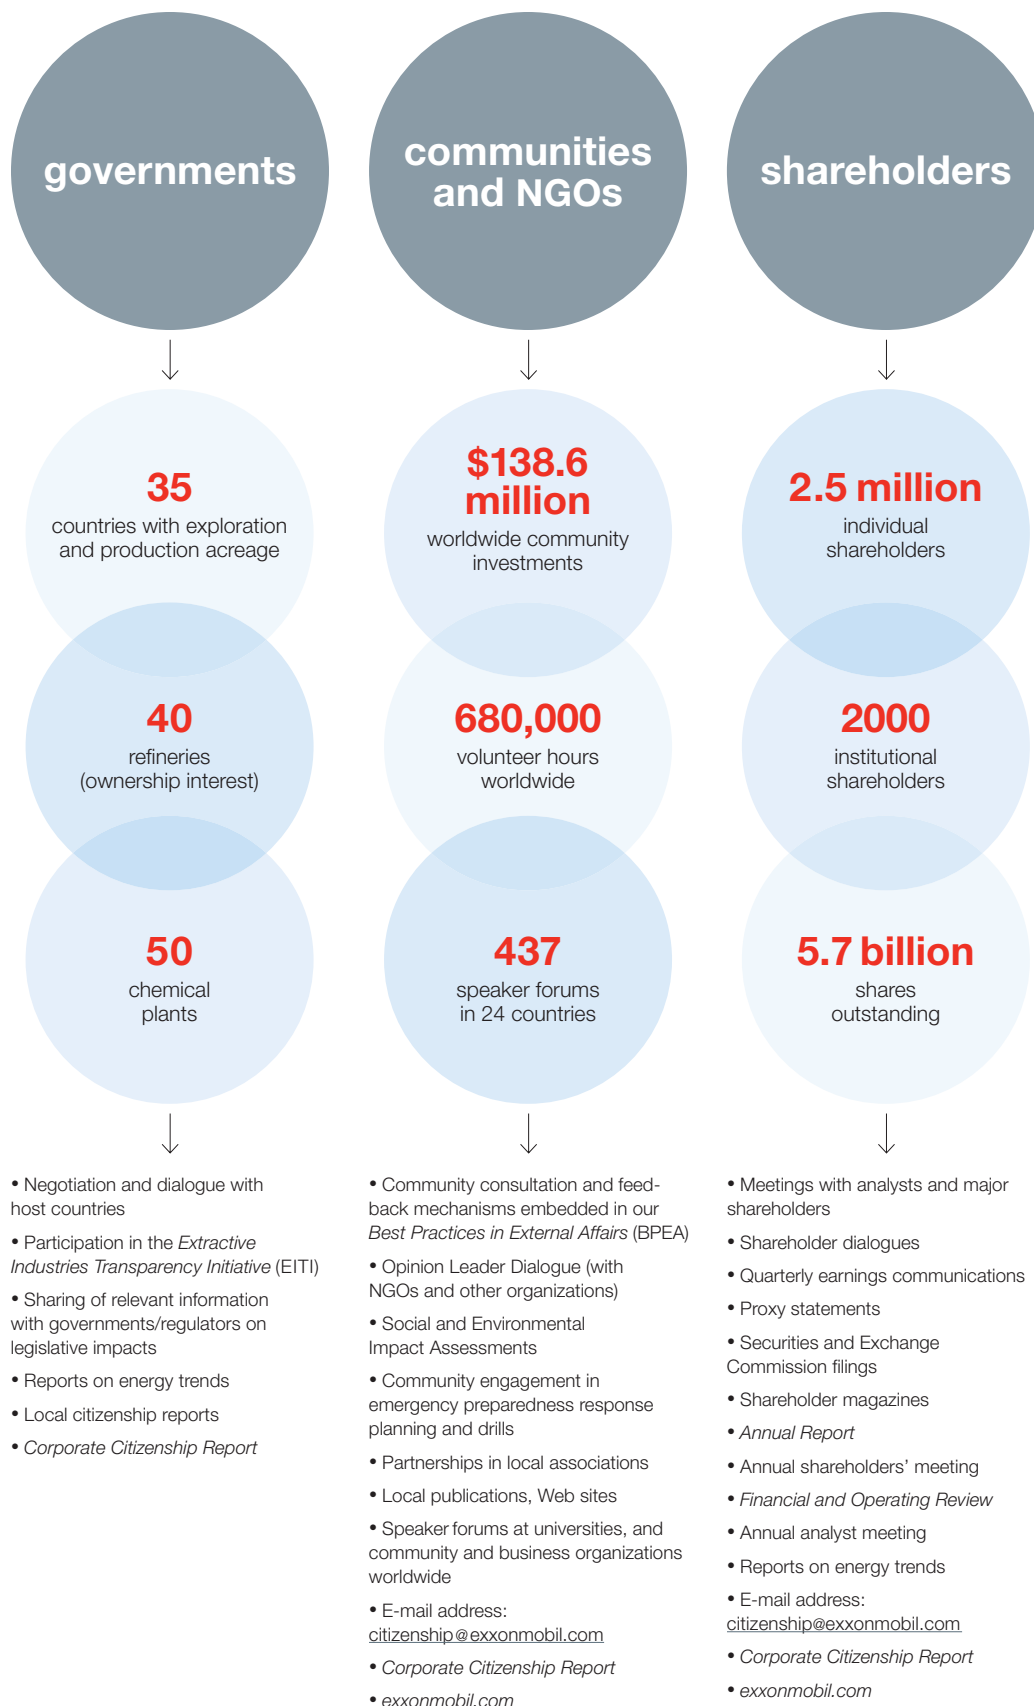 governments
35
countries with exploration
and production acreage
40
refineries
(ownership interest)
50
chemical
plants
• Negotiation and dialogue with
host countries
• Participation in the Extractive
Industries Transparency Initiative (EITI)
• Sharing of relevant information
with governments/regulators on
legislative impacts
• Reports on energy trends
• Local citizenship reports
• Corporate Citizenship Report
communities
and NGOs
$138.6
million
worldwide community
investments
680,000
volunteer hours
worldwide
437
speaker forums
in 24 countries
• Community consultation and feed-
back mechanisms embedded in our
Best Practices in External Affairs (BPEA)
• Opinion Leader Dialogue (with
NGOs and other organizations)
• Social and Environmental
Impact Assessments
• Community engagement in
emergency preparedness response
planning and drills
• Partnerships in local associations
• Local publications, Web sites
• Speaker forums at universities, and
community and business organizations
worldwide
• E-mail address:
citizenship@exxonmobil.com
• Corporate Citizenship Report
• exxonmobil.com
shareholders
2.5 million
individual
shareholders
2000
institutional
shareholders
5.7 billion
shares
outstanding
• Meetings with analysts and major
shareholders
• Shareholder dialogues
• Quarterly earnings communications
• Proxy statements
• Securities and Exchange
Commission filings
• Shareholder magazines
• Annual Report
• Annual shareholders’ meeting
• Financial and Operating Review
• Annual analyst meeting
• Reports on energy trends
• E-mail address:
citizenship@exxonmobil.com
• Corporate Citizenship Report
• exxonmobil.com